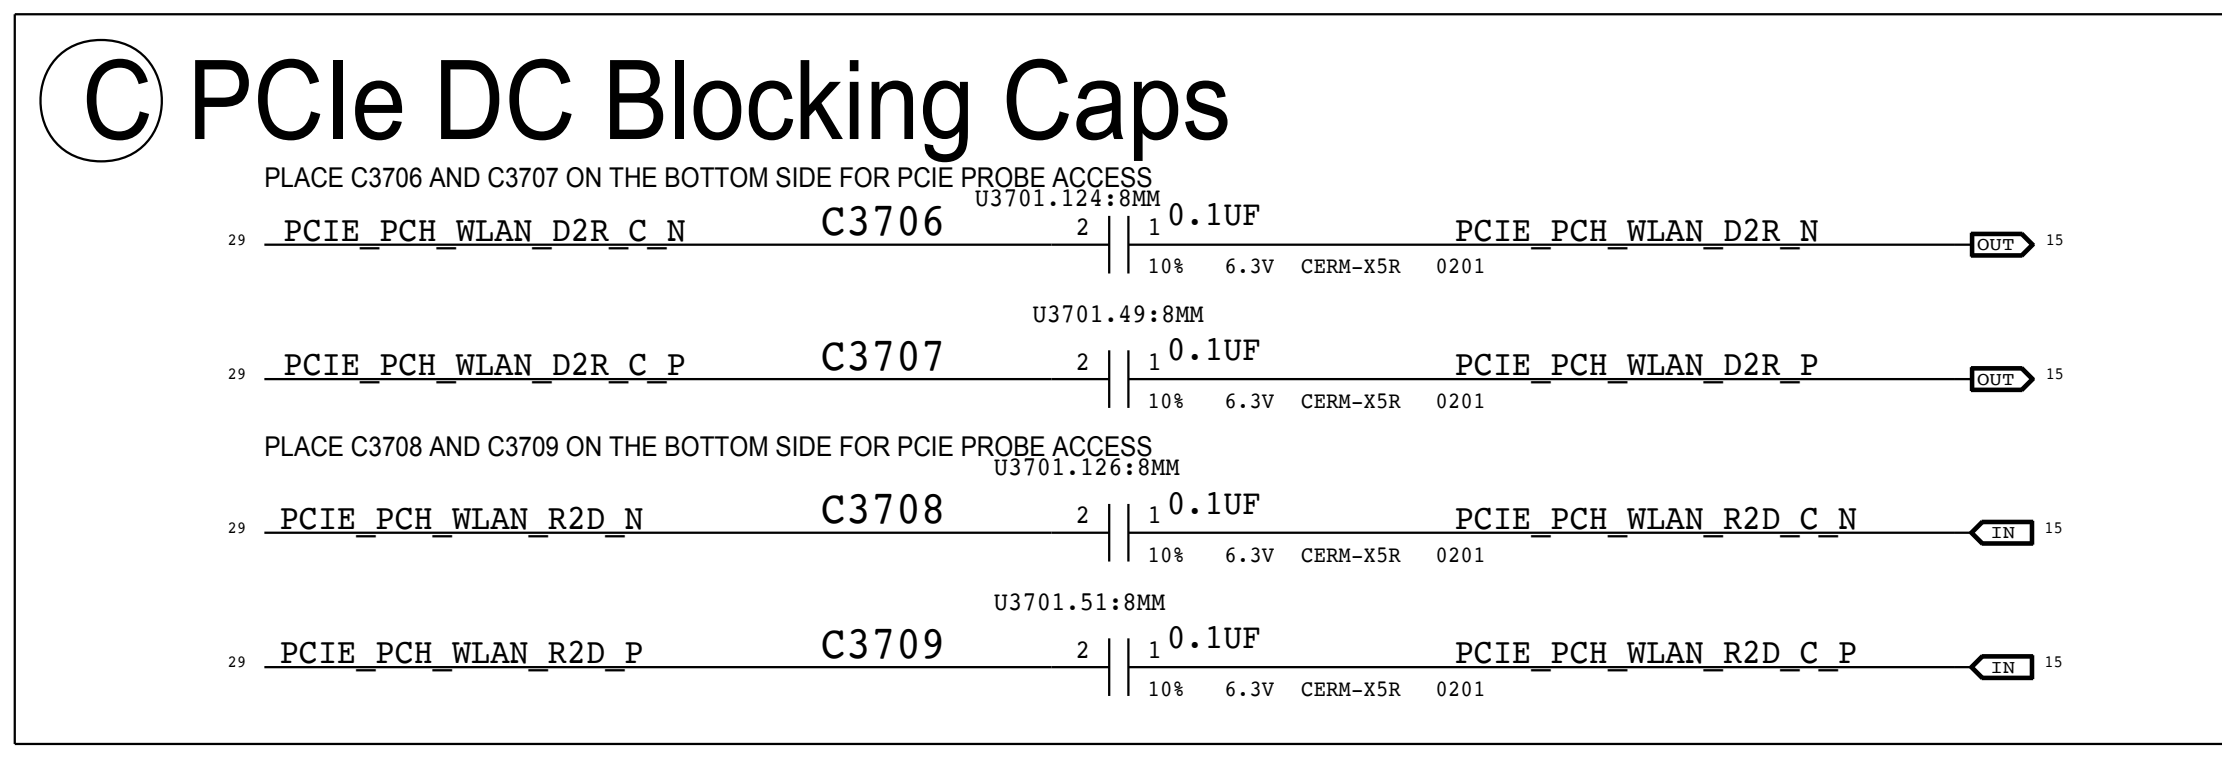 C PCIe DC Blocking Caps
PLACE C3706 AND C3707 ON THE BOTTOM SIDE FOR PCIE PROBE ACCESS
U3701.124:8MM
29 PCIE_PCH_WLAN_D2R_C_N C3706 2 1 0.1UF PCIE_PCH_WLAN_D2R_N OUT 15
10% 6.3V CERM-X5R 0201
U3701.49:8MM
29 PCIE_PCH_WLAN_D2R_C_P C3707 2 1 0.1UF PCIE_PCH_WLAN_D2R_P OUT 15
10% 6.3V CERM-X5R 0201
PLACE C3708 AND C3709 ON THE BOTTOM SIDE FOR PCIE PROBE ACCESS
U3701.126:8MM
29 PCIE_PCH_WLAN_R2D_N C3708 2 1 0.1UF PCIE_PCH_WLAN_R2D_C_N IN 15
10% 6.3V CERM-X5R 0201
U3701.51:8MM
29 PCIE_PCH_WLAN_R2D_P C3709 2 1 0.1UF PCIE_PCH_WLAN_R2D_C_P IN 15
10% 6.3V CERM-X5R 0201